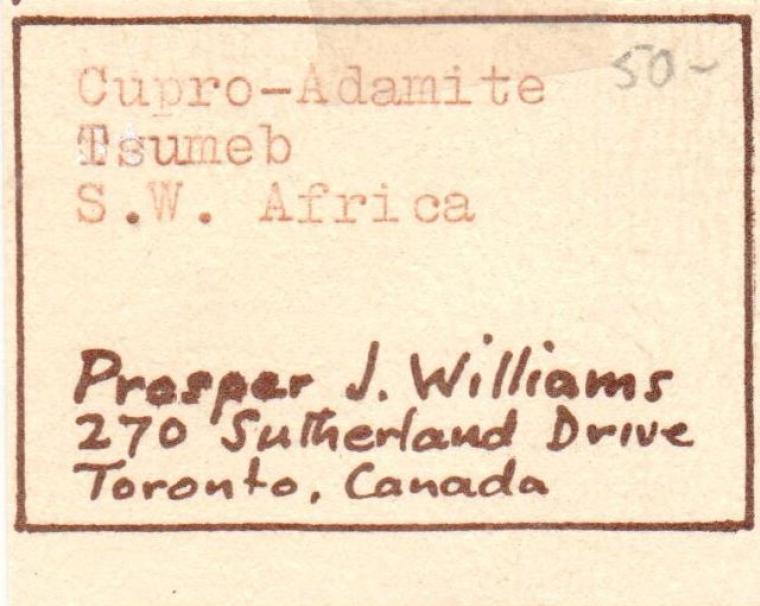 Cupro-Adamite 50-
Tsumeb
S.W. Africa
Prosper J. Williams
270 Sutherland Drive
Toronto, Canada